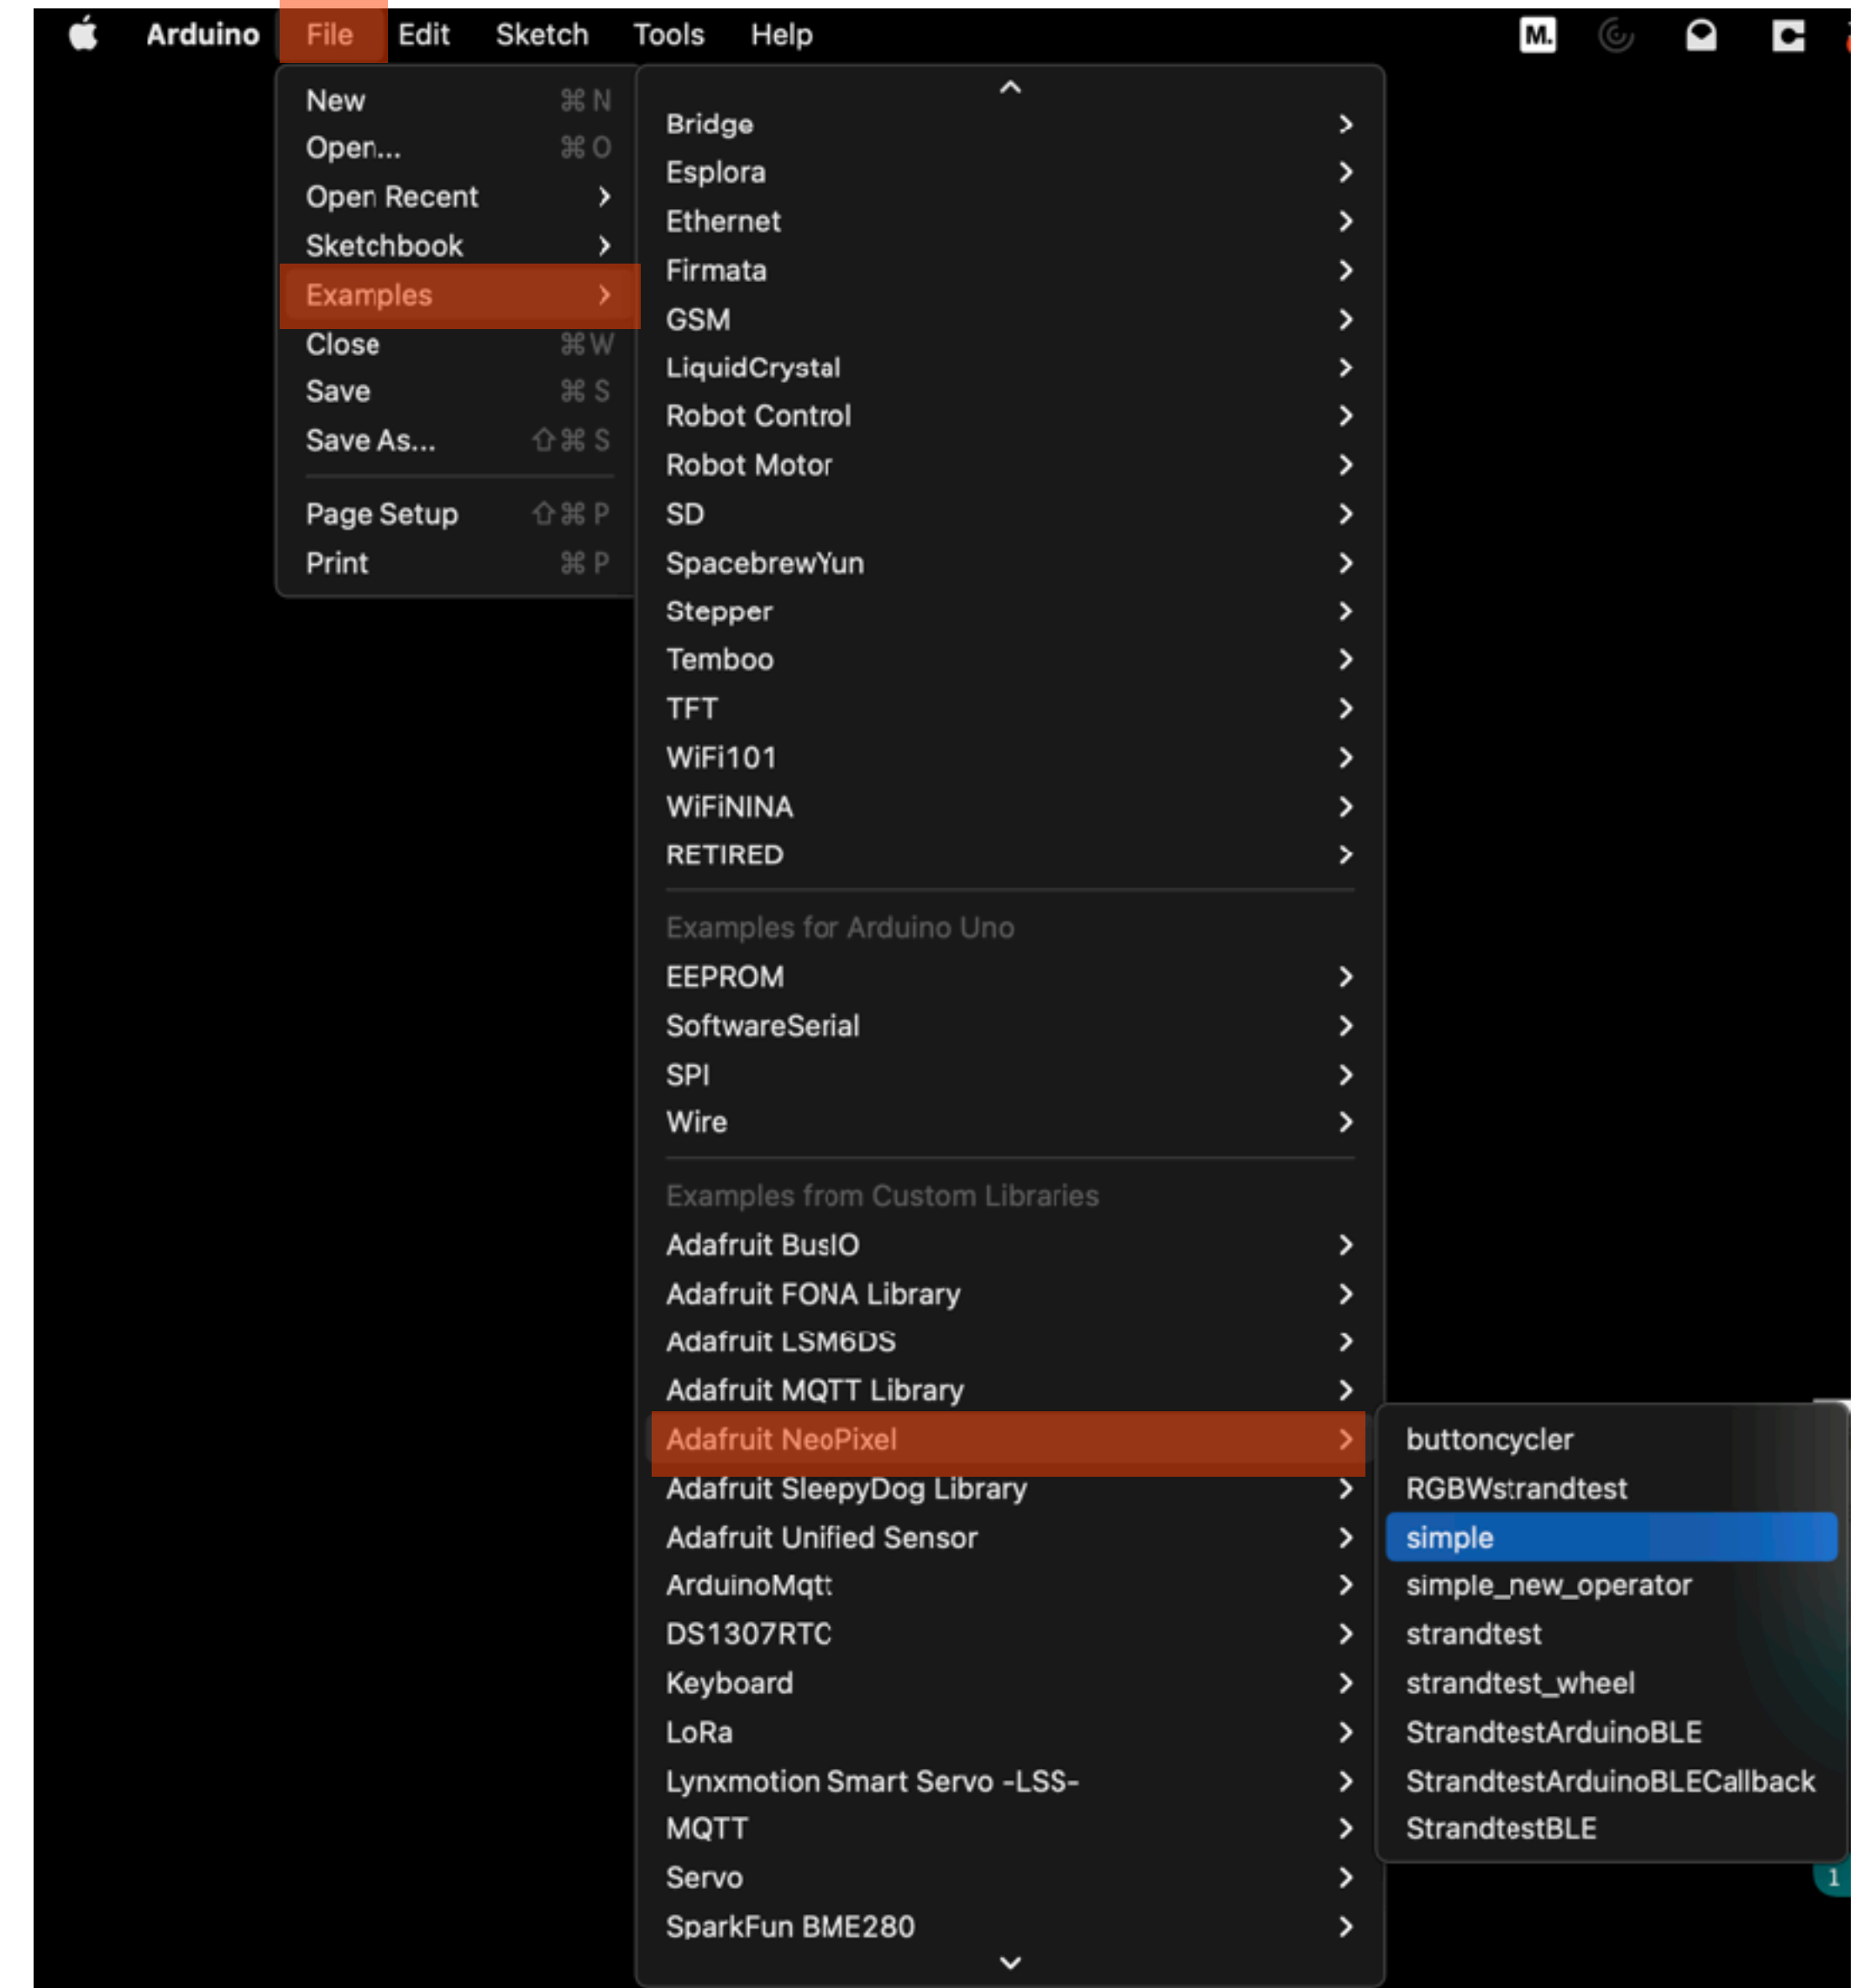 Arduino File Edit Sketch Tools Help M.
New ⌘ N
Open... ⌘ O
Open Recent
Sketchbook
Examples
Close ⌘ W
Save ⌘ S
Save As... ⇧⌘ S
Page Setup ⇧⌘ P
Print ⌘ P
Bridge
Esplora
Ethernet
Firmata
GSM
LiquidCrystal
Robot Control
Robot Motor
SD
SpacebrewYun
Stepper
Temboo
TFT
WiFi101
WiFiNINA
RETIRED
Examples for Arduino Uno
EEPROM
SoftwareSerial
SPI
Wire
Examples from Custom Libraries
Adafruit BusIO
Adafruit FONA Library
Adafruit LSM6DS
Adafruit MQTT Library
Adafruit NeoPixel
Adafruit SleepyDog Library
Adafruit Unified Sensor
ArduinoMqtt
DS1307RTC
Keyboard
LoRa
Lynxmotion Smart Servo -LSS-
MQTT
Servo
SparkFun BME280
buttoncycler
RGBWstrandtest
simple
simple_new_operator
strandtest
strandtest_wheel
StrandtestArduinoBLE
StrandtestArduinoBLECallback
StrandtestBLE
1